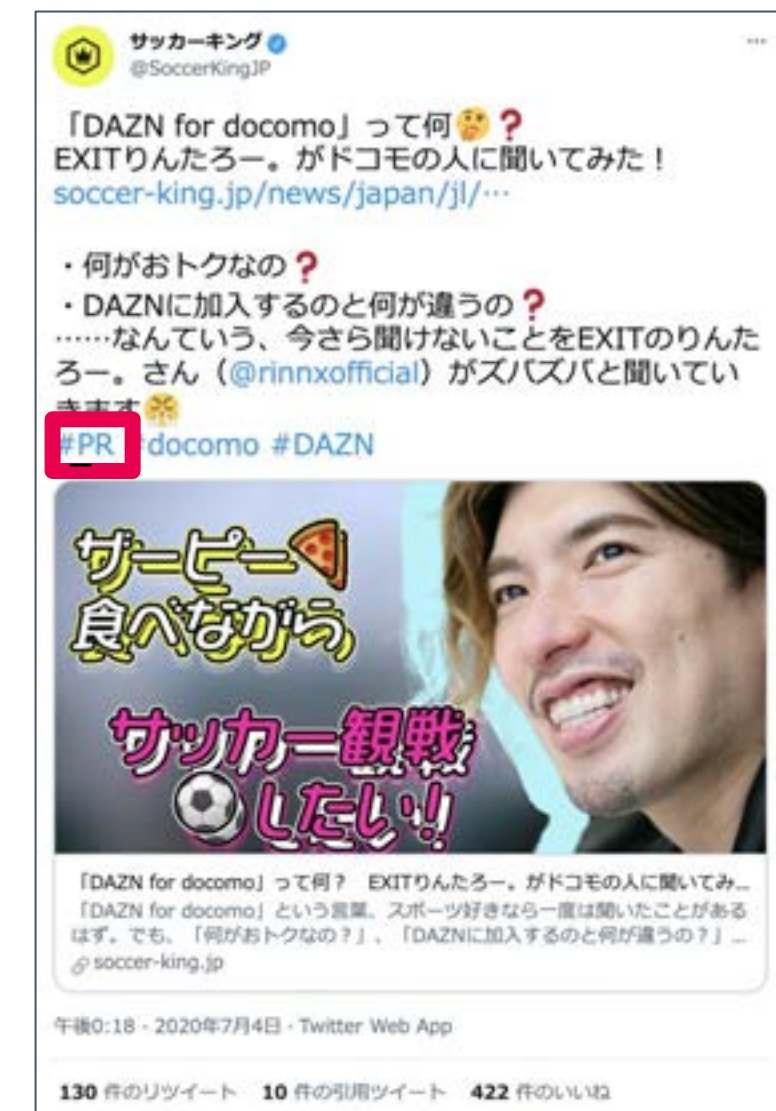 サッカーキング
@SoccerKingJP
「DAZN for docomo」って何🤔❓
EXITりんたろー。がドコモの人に聞いてみた！
soccer-king.jp/news/japan/jl/…
・何がおトクなの❓
・DAZNに加入するのと何が違うの❓
……なんていう、今さら聞けないことをEXITのりんた
ろー。さん（@rinnxofficial）がズバズバと聞いてい
きます😤
#PR #docomo #DAZN
ザーピー🍕
食べながら
サッカー観戦
⚽したい!!
「DAZN for docomo」って何？　EXITりんたろー。がドコモの人に聞いてみ...
「DAZN for docomo」という言葉、スポーツ好きなら一度は聞いたことがある
はず。でも、「何がおトクなの？」、「DAZNに加入するのと何が違うの？」...
soccer-king.jp
午後0:18 · 2020年7月4日 · Twitter Web App
130 件のリツイート 10 件の引用ツイート 422 件のいいね